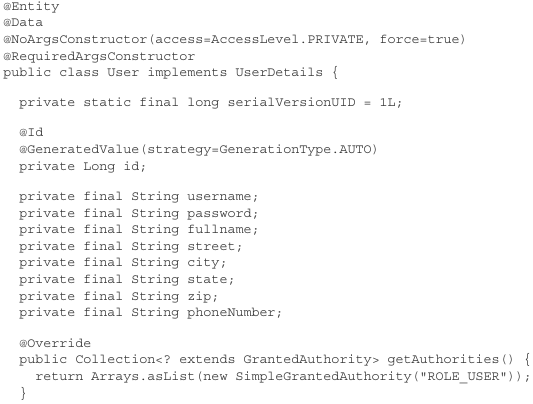 @Entity
@Data
@NoArgsConstructor(access=AccessLevel.PRIVATE, force=true)
@RequiredArgsConstructor
public class User implements UserDetails {
private static final long serialVersionUID = 1L;
@Id
@GeneratedValue(strategy=GenerationType.AUTO)
private Long id;
private final String username;
private final String password;
private final String fullname;
private final String street;
private final String city;
private final String state;
private final String zip;
private final String phoneNumber;
@Override
public Collection<? extends GrantedAuthority> getAuthorities() {
return Arrays.asList(new SimpleGrantedAuthority("ROLE_USER"));
}